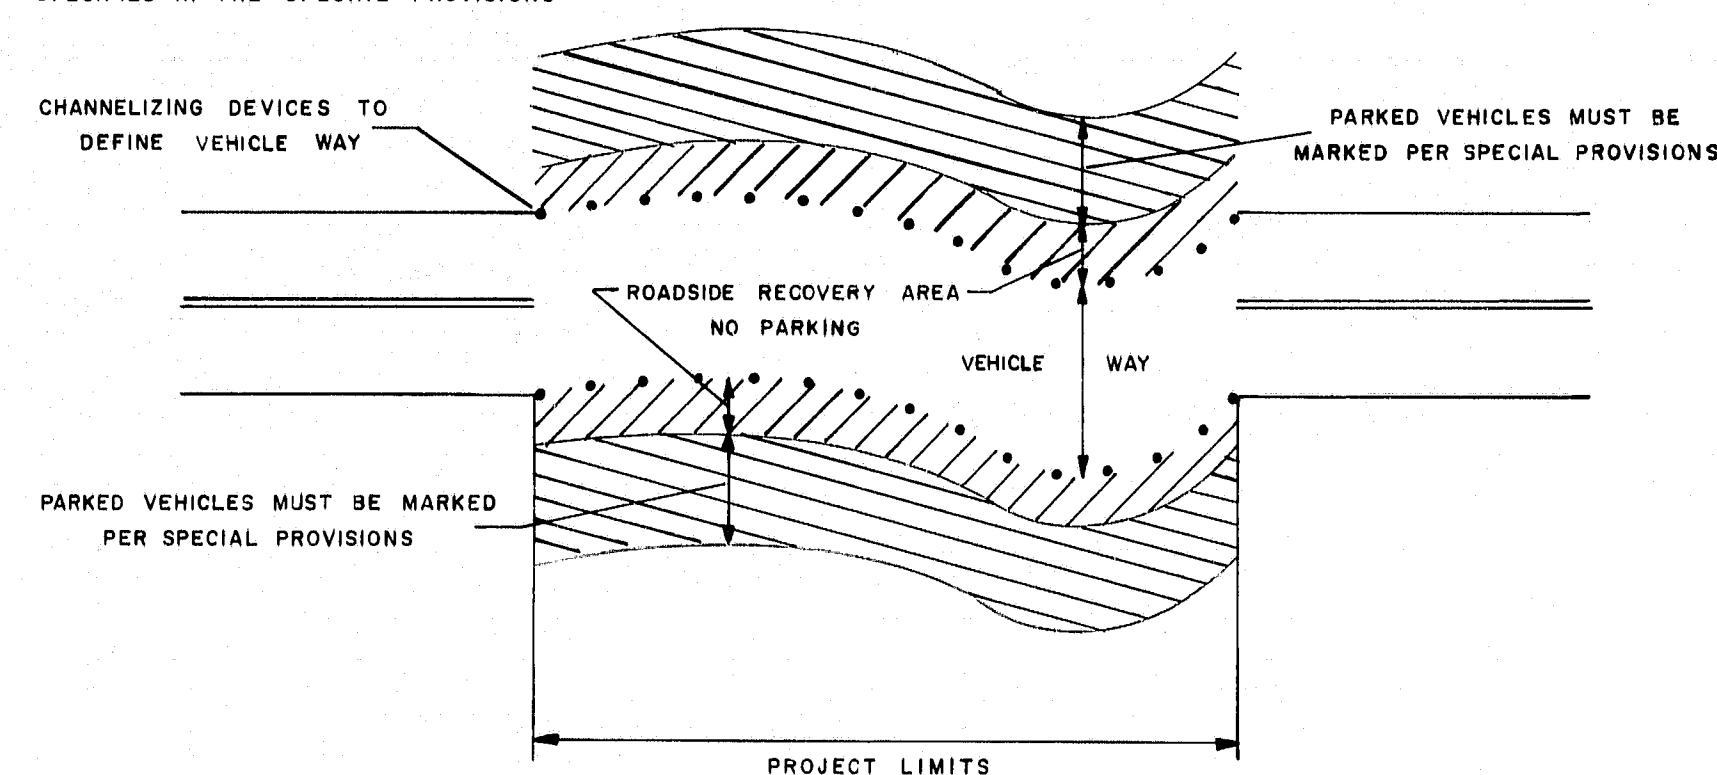 CHANNELIZING DEVICES TO
DEFINE VEHICLE WAY
PARKED VEHICLES MUST BE
MARKED PER SPECIAL PROVISIONS
ROADSIDE RECOVERY AREA
NO PARKING
VEHICLE WAY
PARKED VEHICLES MUST BE MARKED
PER SPECIAL PROVISIONS
PROJECT LIMITS